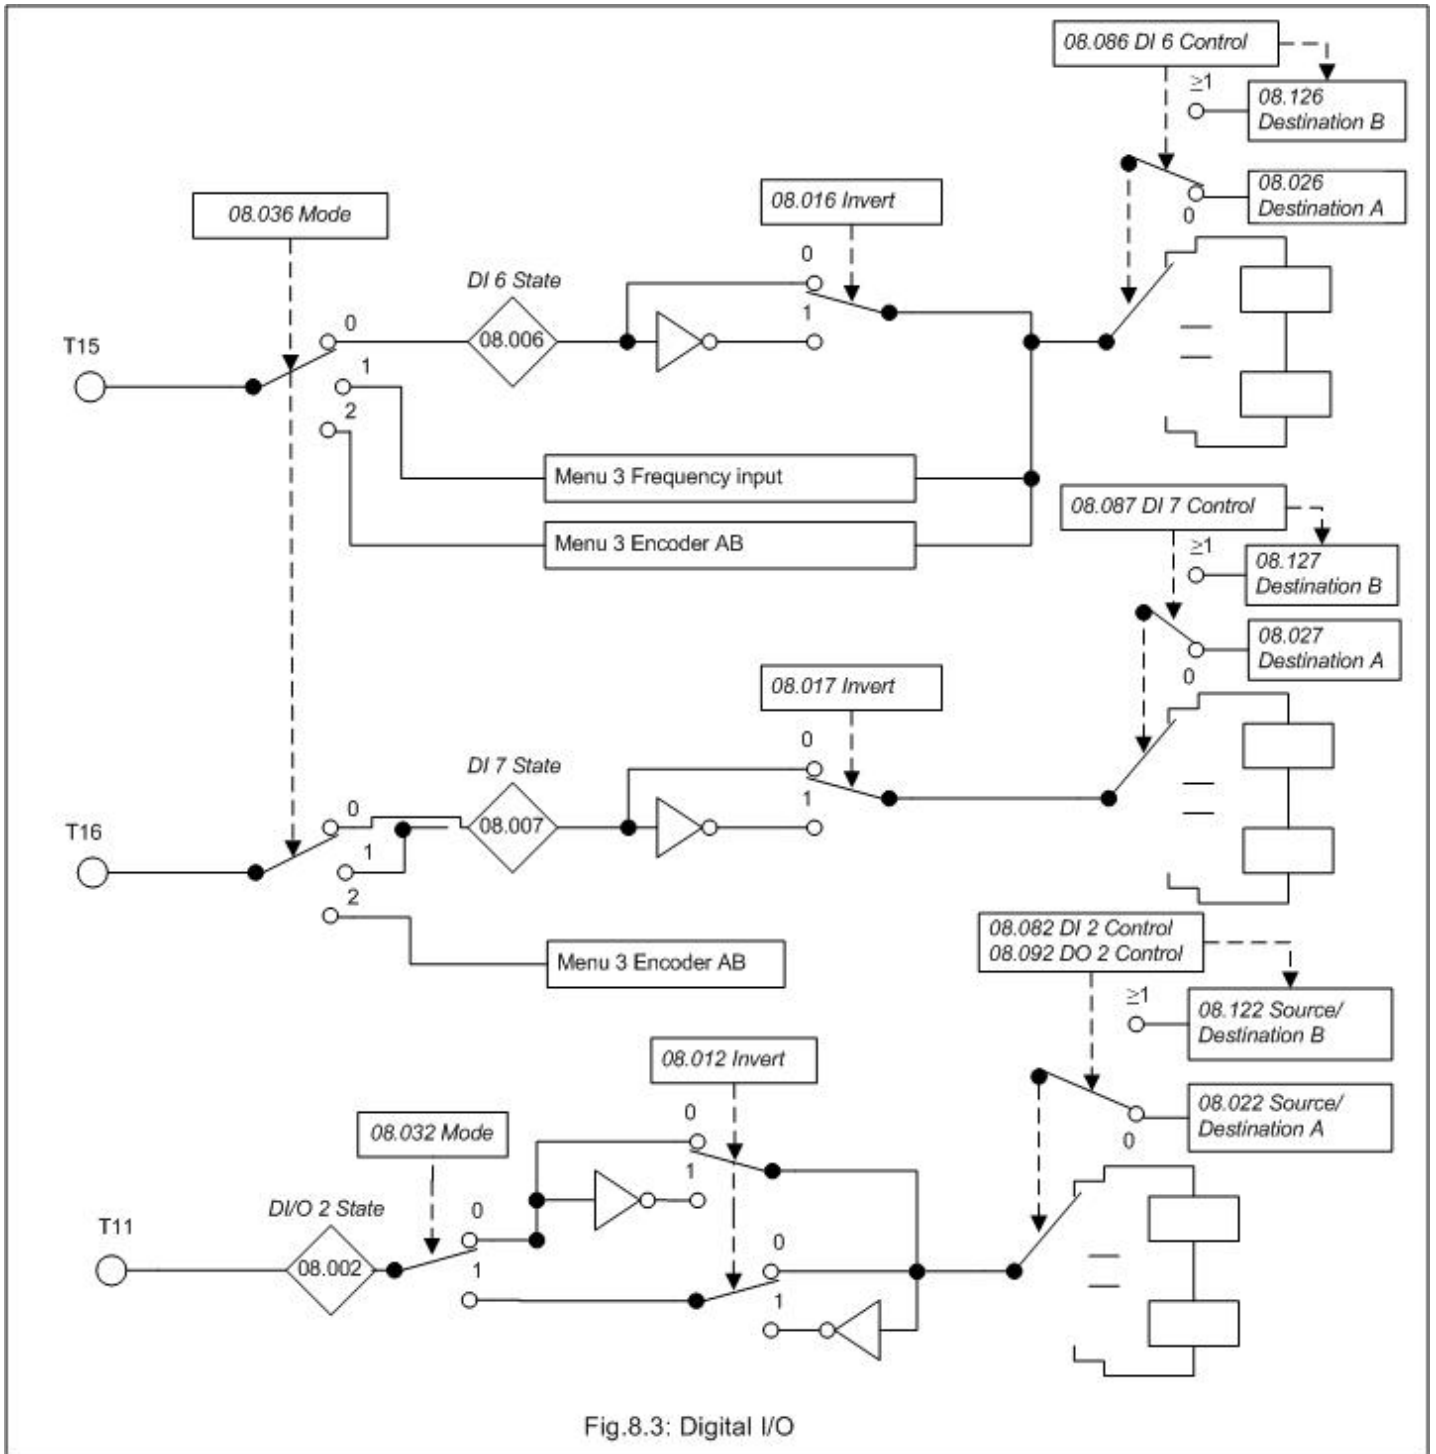 08.086 DI 6 Control
≥1
08.126
Destination B
08.026
Destination A
0
08.036 Mode
08.016 Invert
0
DI 6 State
0
08.006
1
T15
1
2
Menu 3 Frequency input
Menu 3 Encoder AB
08.087 DI 7 Control
≥1
08.127
Destination B
08.027
Destination A
0
08.017 Invert
0
DI 7 State
0
08.007
1
T16
1
2
Menu 3 Encoder AB
08.082 DI 2 Control
08.092 DO 2 Control
≥1
08.122 Source/
Destination B
08.022 Source/
Destination A
0
08.012 Invert
0
08.032 Mode
1
DI/O 2 State
0
T11
08.002
1
0
1
Fig.8.3: Digital I/O